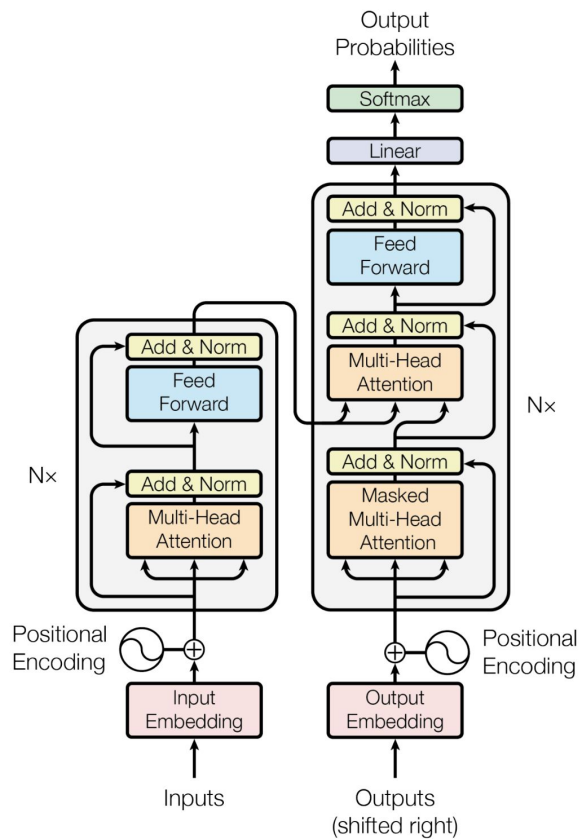 Output
Probabilities
Softmax
Linear
Add & Norm
Feed
Forward
Add & Norm
Multi-Head
Attention
Add & Norm
Masked
Multi-Head
Attention
N×
Add & Norm
Feed
Forward
Add & Norm
Multi-Head
Attention
N×
Positional
Encoding
Positional
Encoding
Input
Embedding
Output
Embedding
Inputs
Outputs
(shifted right)